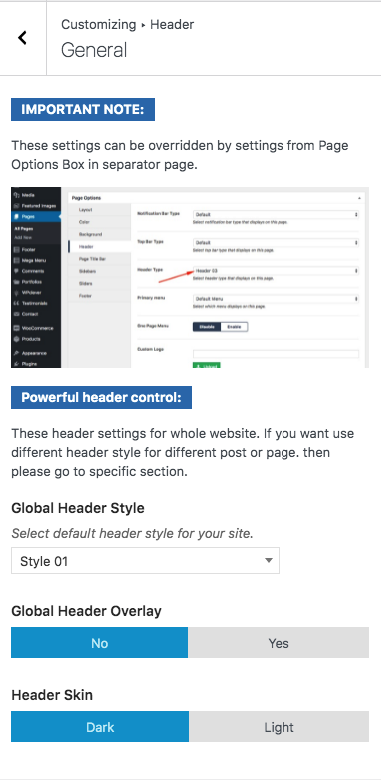 Customizing ▸ Header
General
IMPORTANT NOTE:
These settings can be overridden by settings from Page
Options Box in separator page.
Media
Featured Images
Pages
All Pages
Add New
Footer
Mega Menu
Comments
Portfolios
Testimonials
Contact
WooCommerce
Products
Appearance
Plugins
Page Options
Layout
Color
Background
Header
Page Title Bar
Sidebars
Sliders
Footer
Notification Bar Type
Default
Select notification bar type that displays on this page.
Top Bar Type
Default
Select top bar type that displays on this page.
Header Type
Header 03
Select header type that displays on this page.
Primary menu
Default Menu
Select which menu displays on this page.
One Page Menu
Disable Enable
Custom Logo
Upload
Powerful header control:
These header settings for whole website. If you want use
different header style for different post or page. then
please go to specific section.
Global Header Style
Select default header style for your site.
Style 01
Global Header Overlay
No Yes
Header Skin
Dark Light